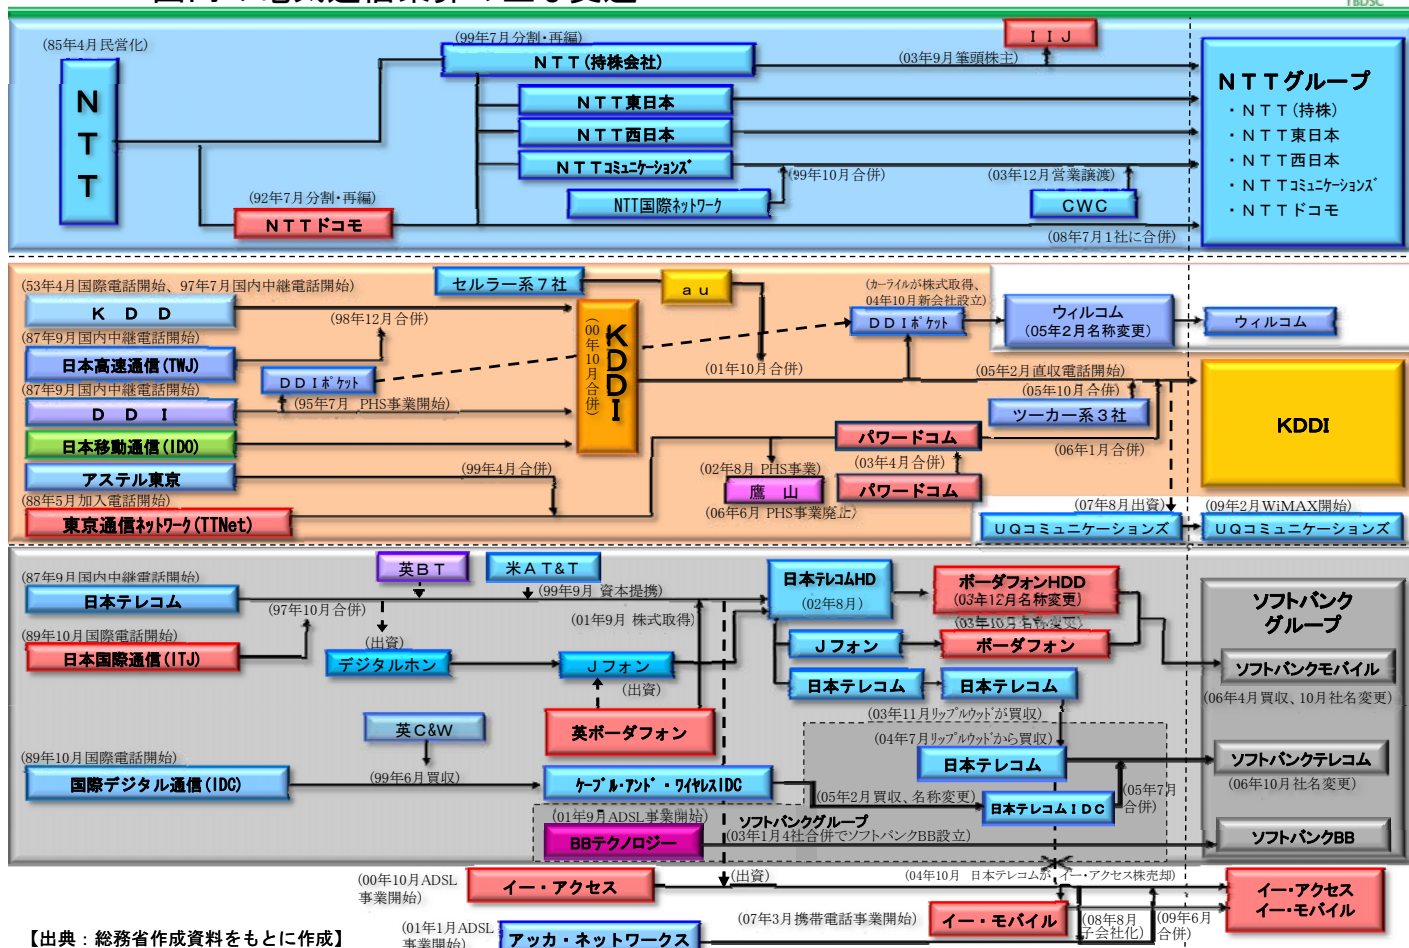 TBDSC
(85年4月民営化)
(99年7月分割・再編)
IIJ
NTT(持株会社)
(03年9月筆頭株主)
NTT
NTT東日本
NTT西日本
NTTｺﾐｭﾆｹｰｼｮﾝｽﾞ
(99年10月合併)
(03年12月営業譲渡)
NTT国際ネットワーク
CWC
(92年7月分割・再編)
NTTドコモ
(08年7月1社に合併)
NTTグループ
・NTT(持株)
・NTT東日本
・NTT西日本
・NTTｺﾐｭﾆｹｰｼｮﾝｽﾞ
・NTTドコモ
(53年4月国際電話開始、97年7月国内中継電話開始)
セルラー系7社
au
(カーライルが株式取得、
04年10月新会社設立)
KDD
(98年12月合併)
DDIﾎﾟｹｯﾄ
ウィルコム
(05年2月名称変更)
ウィルコム
(87年9月国内中継電話開始)
日本高速通信(TWJ)
DDIﾎﾟｹｯﾄ
(00年10月合併)
KDDI
(01年10月合併)
(05年2月直収電話開始)
(87年9月国内中継電話開始)
(95年7月 PHS事業開始)
(05年10月合併)
DDI
ツーカー系3社
KDDI
日本移動通信(IDO)
パワードコム
(06年1月合併)
アステル東京
(99年4月合併)
(02年8月 PHS事業)
(03年4月合併)
鷹山
パワードコム
(88年5月加入電話開始)
(06年6月 PHS事業廃止)
(07年8月出資)
(09年2月WiMAX開始)
東京通信ネットワーク(TTNet)
UQコミュニケーションズ
UQコミュニケーションズ
英BT
米AT&T
(87年9月国内中継電話開始)
日本テレコム
(99年9月 資本提携)
日本テレコムHD
(02年8月)
ボーダフォンHDD
(03年12月名称変更)
ソフトバンク
グループ
(97年10月合併)
(01年9月 株式取得)
(03年10月名称変更)
(89年10月国際電話開始)
日本国際通信(ITJ)
(出資)
デジタルホン
Jフォン
(出資)
Jフォン
ボーダフォン
ソフトバンクモバイル
(06年4月買収、10月社名変更)
日本テレコム
日本テレコム
(03年11月リップルウッドが買収)
英C&W
英ボーダフォン
(04年7月リップルウッドから買収)
日本テレコム
ソフトバンクテレコム
(06年10月社名変更)
(89年10月国際電話開始)
国際デジタル通信(IDC)
(99年6月買収)
ケーブル・アンド・ワイヤレスIDC
(05年2月買収、名称変更)
日本テレコムIDC
(05年7月
合併)
(01年9月ADSL事業開始)
ソフトバンクグループ
BBテクノロジー
(03年1月4社合併でソフトバンクBB設立)
ソフトバンクBB
(00年10月ADSL
事業開始)
イー・アクセス
(出資)
(04年10月 日本テレコムが、イー・アクセス株売却)
イー・アクセス
イー・モバイル
(07年3月携帯電話事業開始)
イー・モバイル
(08年8月
子会社化)
(09年6月
合併)
【出典：総務省作成資料をもとに作成】
(01年1月ADSL
事業開始)
アッカ・ネットワークス